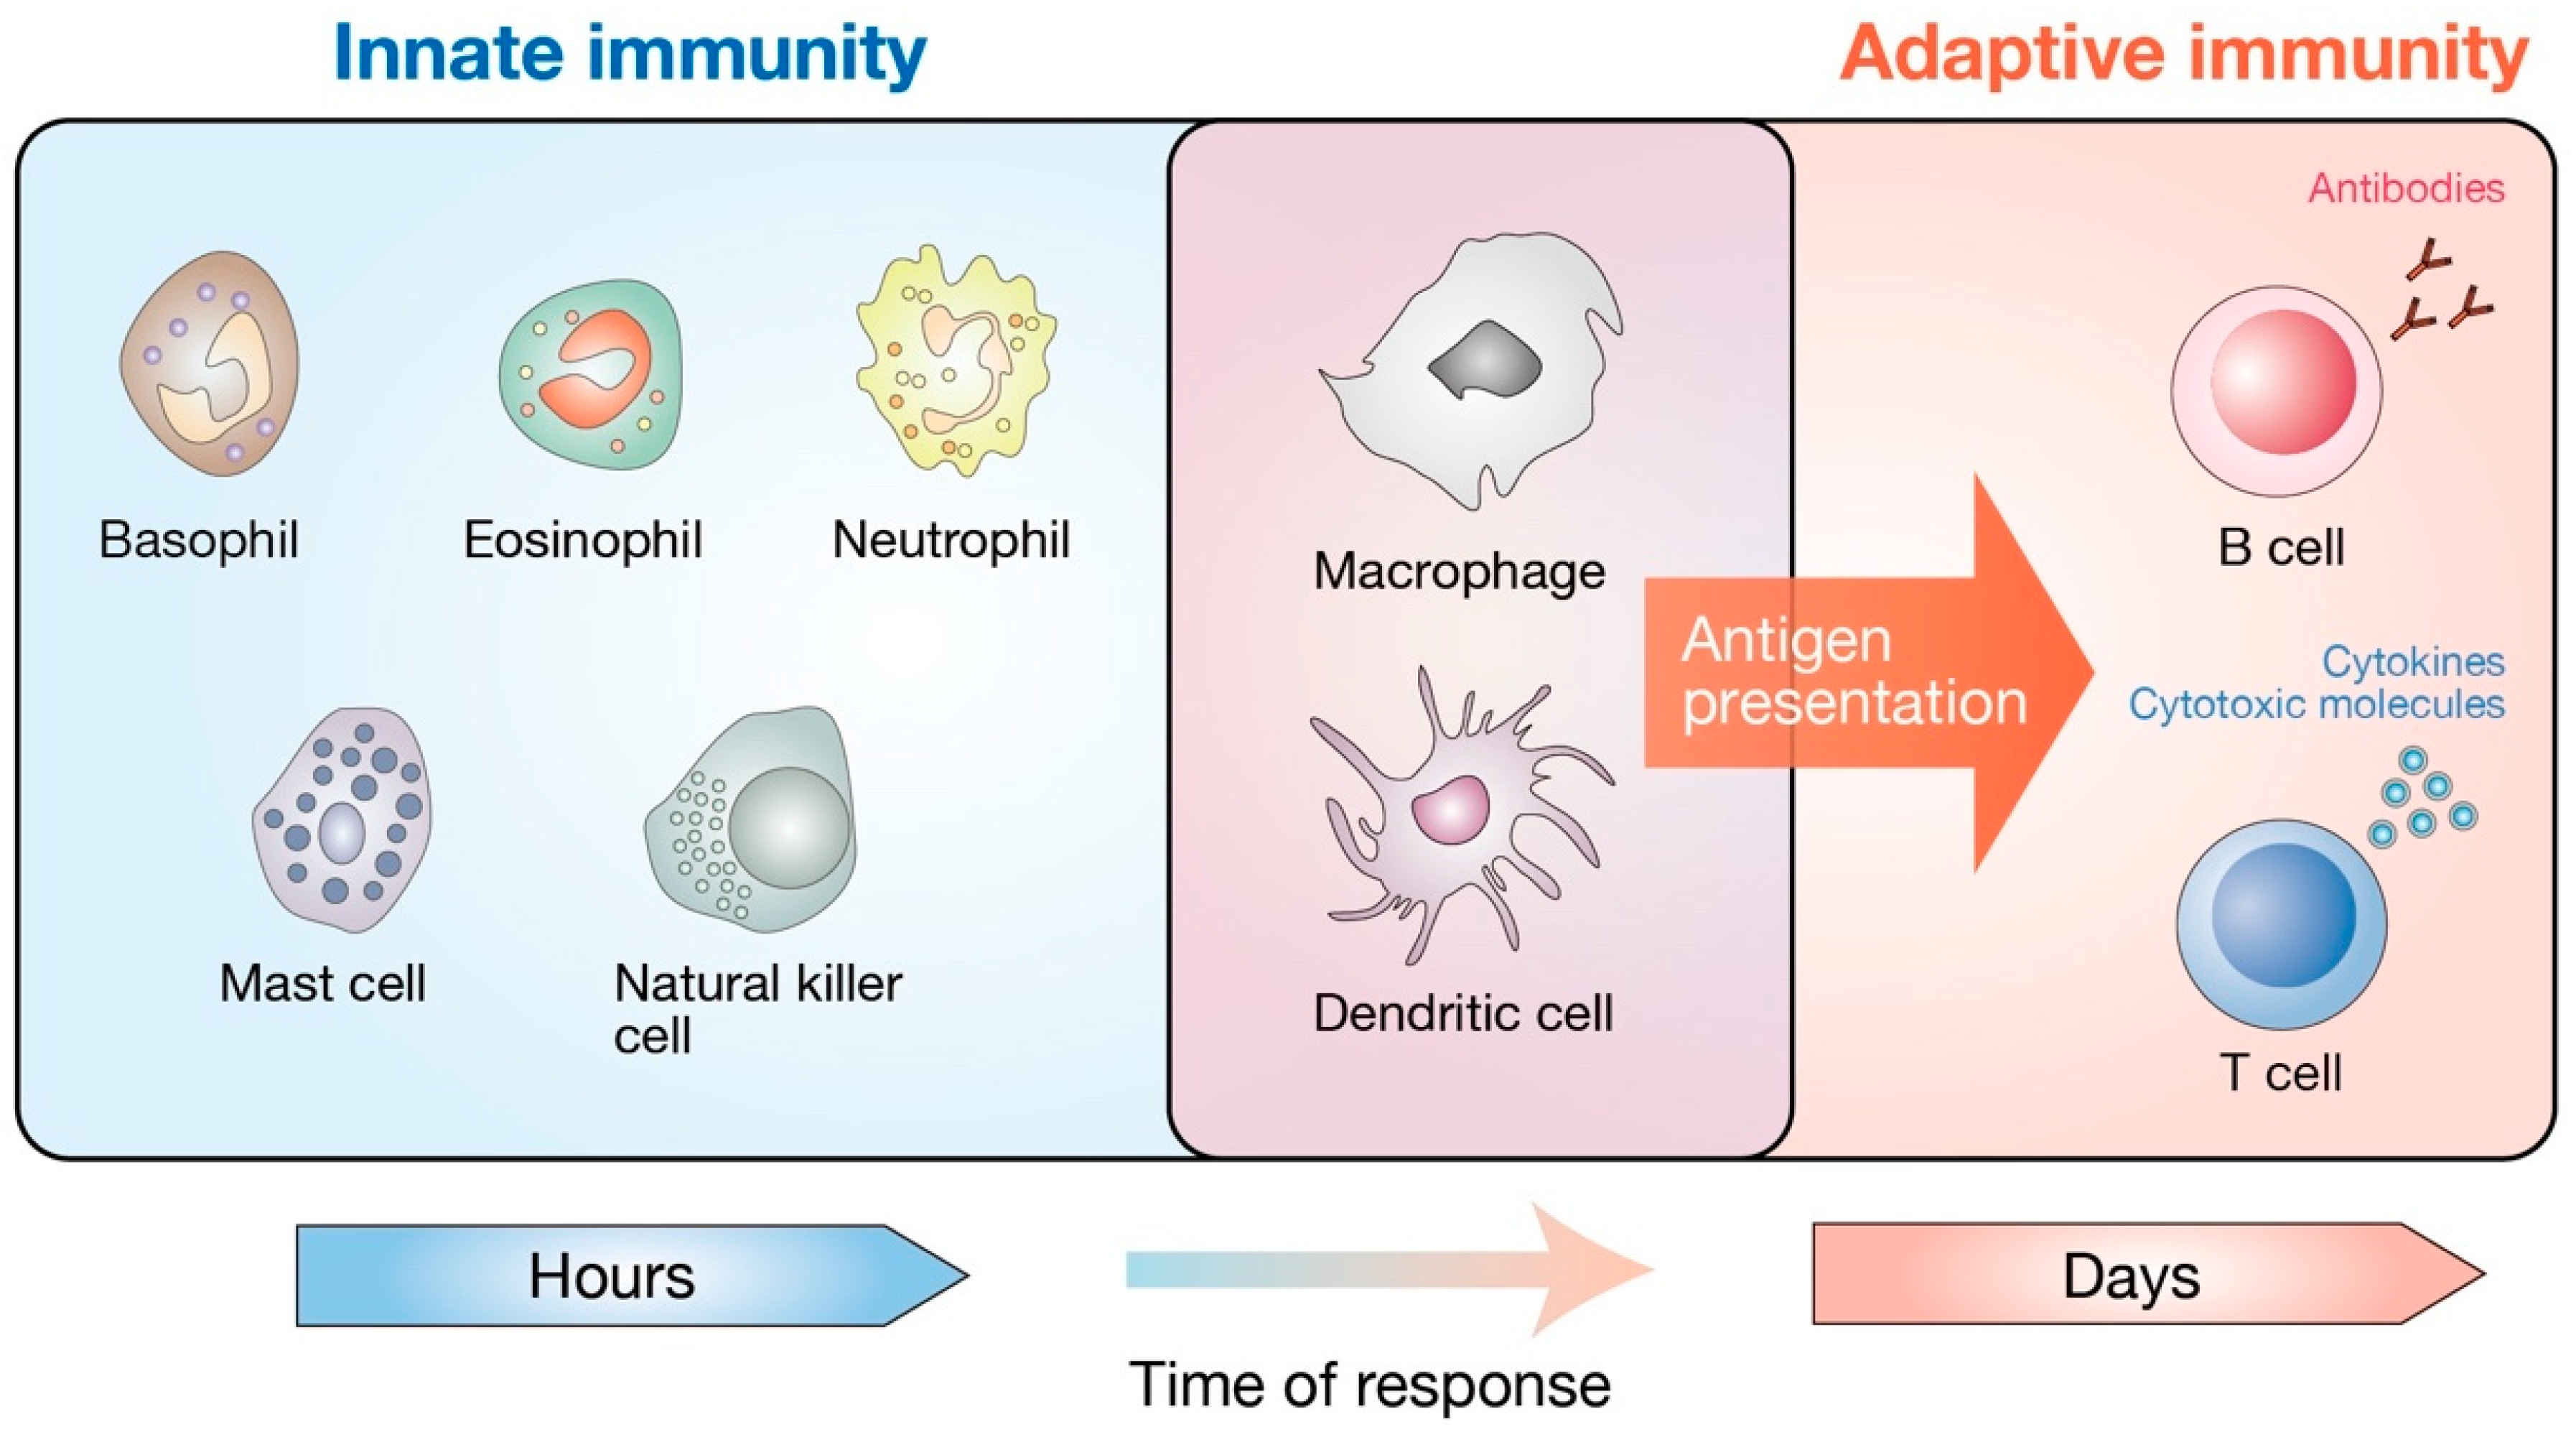 Innate immunity
Adaptive immunity
Basophil
Eosinophil
Neutrophil
Mast cell
Natural killer
cell
Macrophage
Dendritic cell
Antigen
presentation
Antibodies
B cell
Cytokines
Cytotoxic molecules
T cell
Hours
Time of response
Days